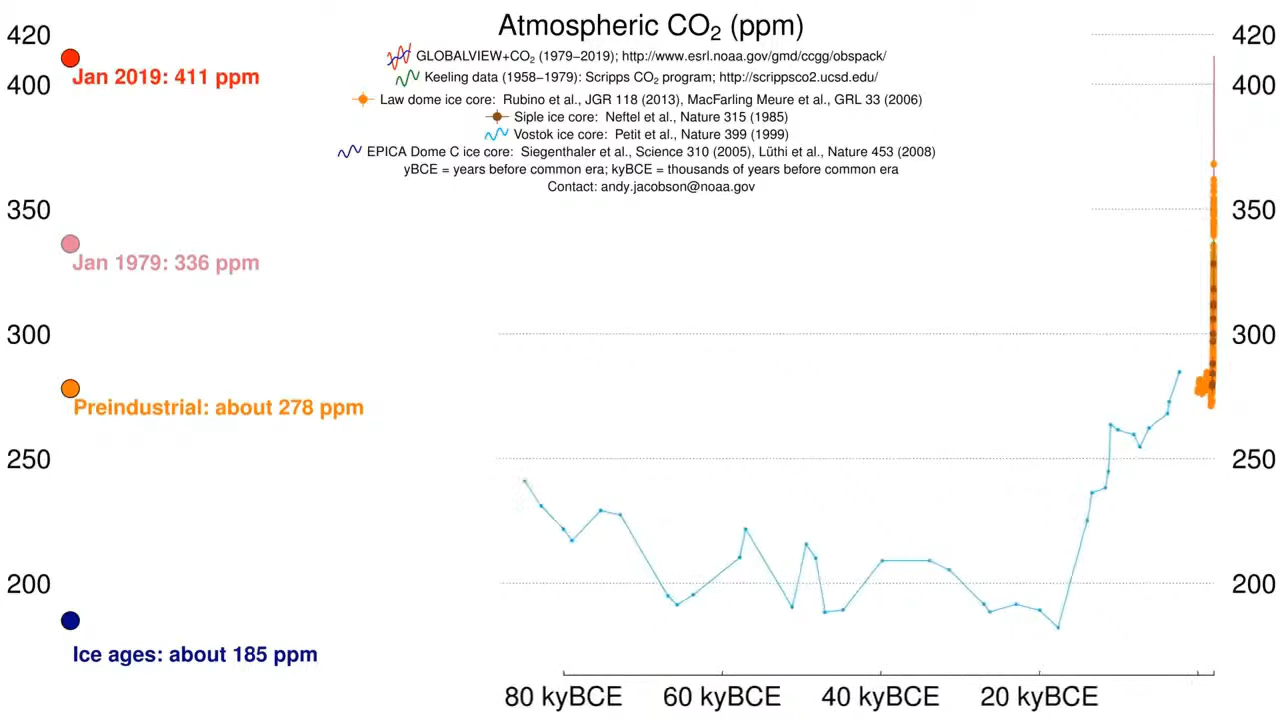 Atmospheric CO₂ (ppm)
GLOBALVIEW+CO₂ (1979−2019); http://www.esrl.noaa.gov/gmd/ccgg/obspack/
Keeling data (1958−1979): Scripps CO₂ program; http://scrippsco2.ucsd.edu/
Law dome ice core: Rubino et al., JGR 118 (2013), MacFarling Meure et al., GRL 33 (2006)
Siple ice core: Neftel et al., Nature 315 (1985)
Vostok ice core: Petit et al., Nature 399 (1999)
EPICA Dome C ice core: Siegenthaler et al., Science 310 (2005), Lüthi et al., Nature 453 (2008)
yBCE = years before common era; kyBCE = thousands of years before common era
Contact: andy.jacobson@noaa.gov
420 420
Jan 2019: 411 ppm
400 400
350 350
Jan 1979: 336 ppm
300 300
Preindustrial: about 278 ppm
250 250
200 200
Ice ages: about 185 ppm
80 kyBCE 60 kyBCE 40 kyBCE 20 kyBCE